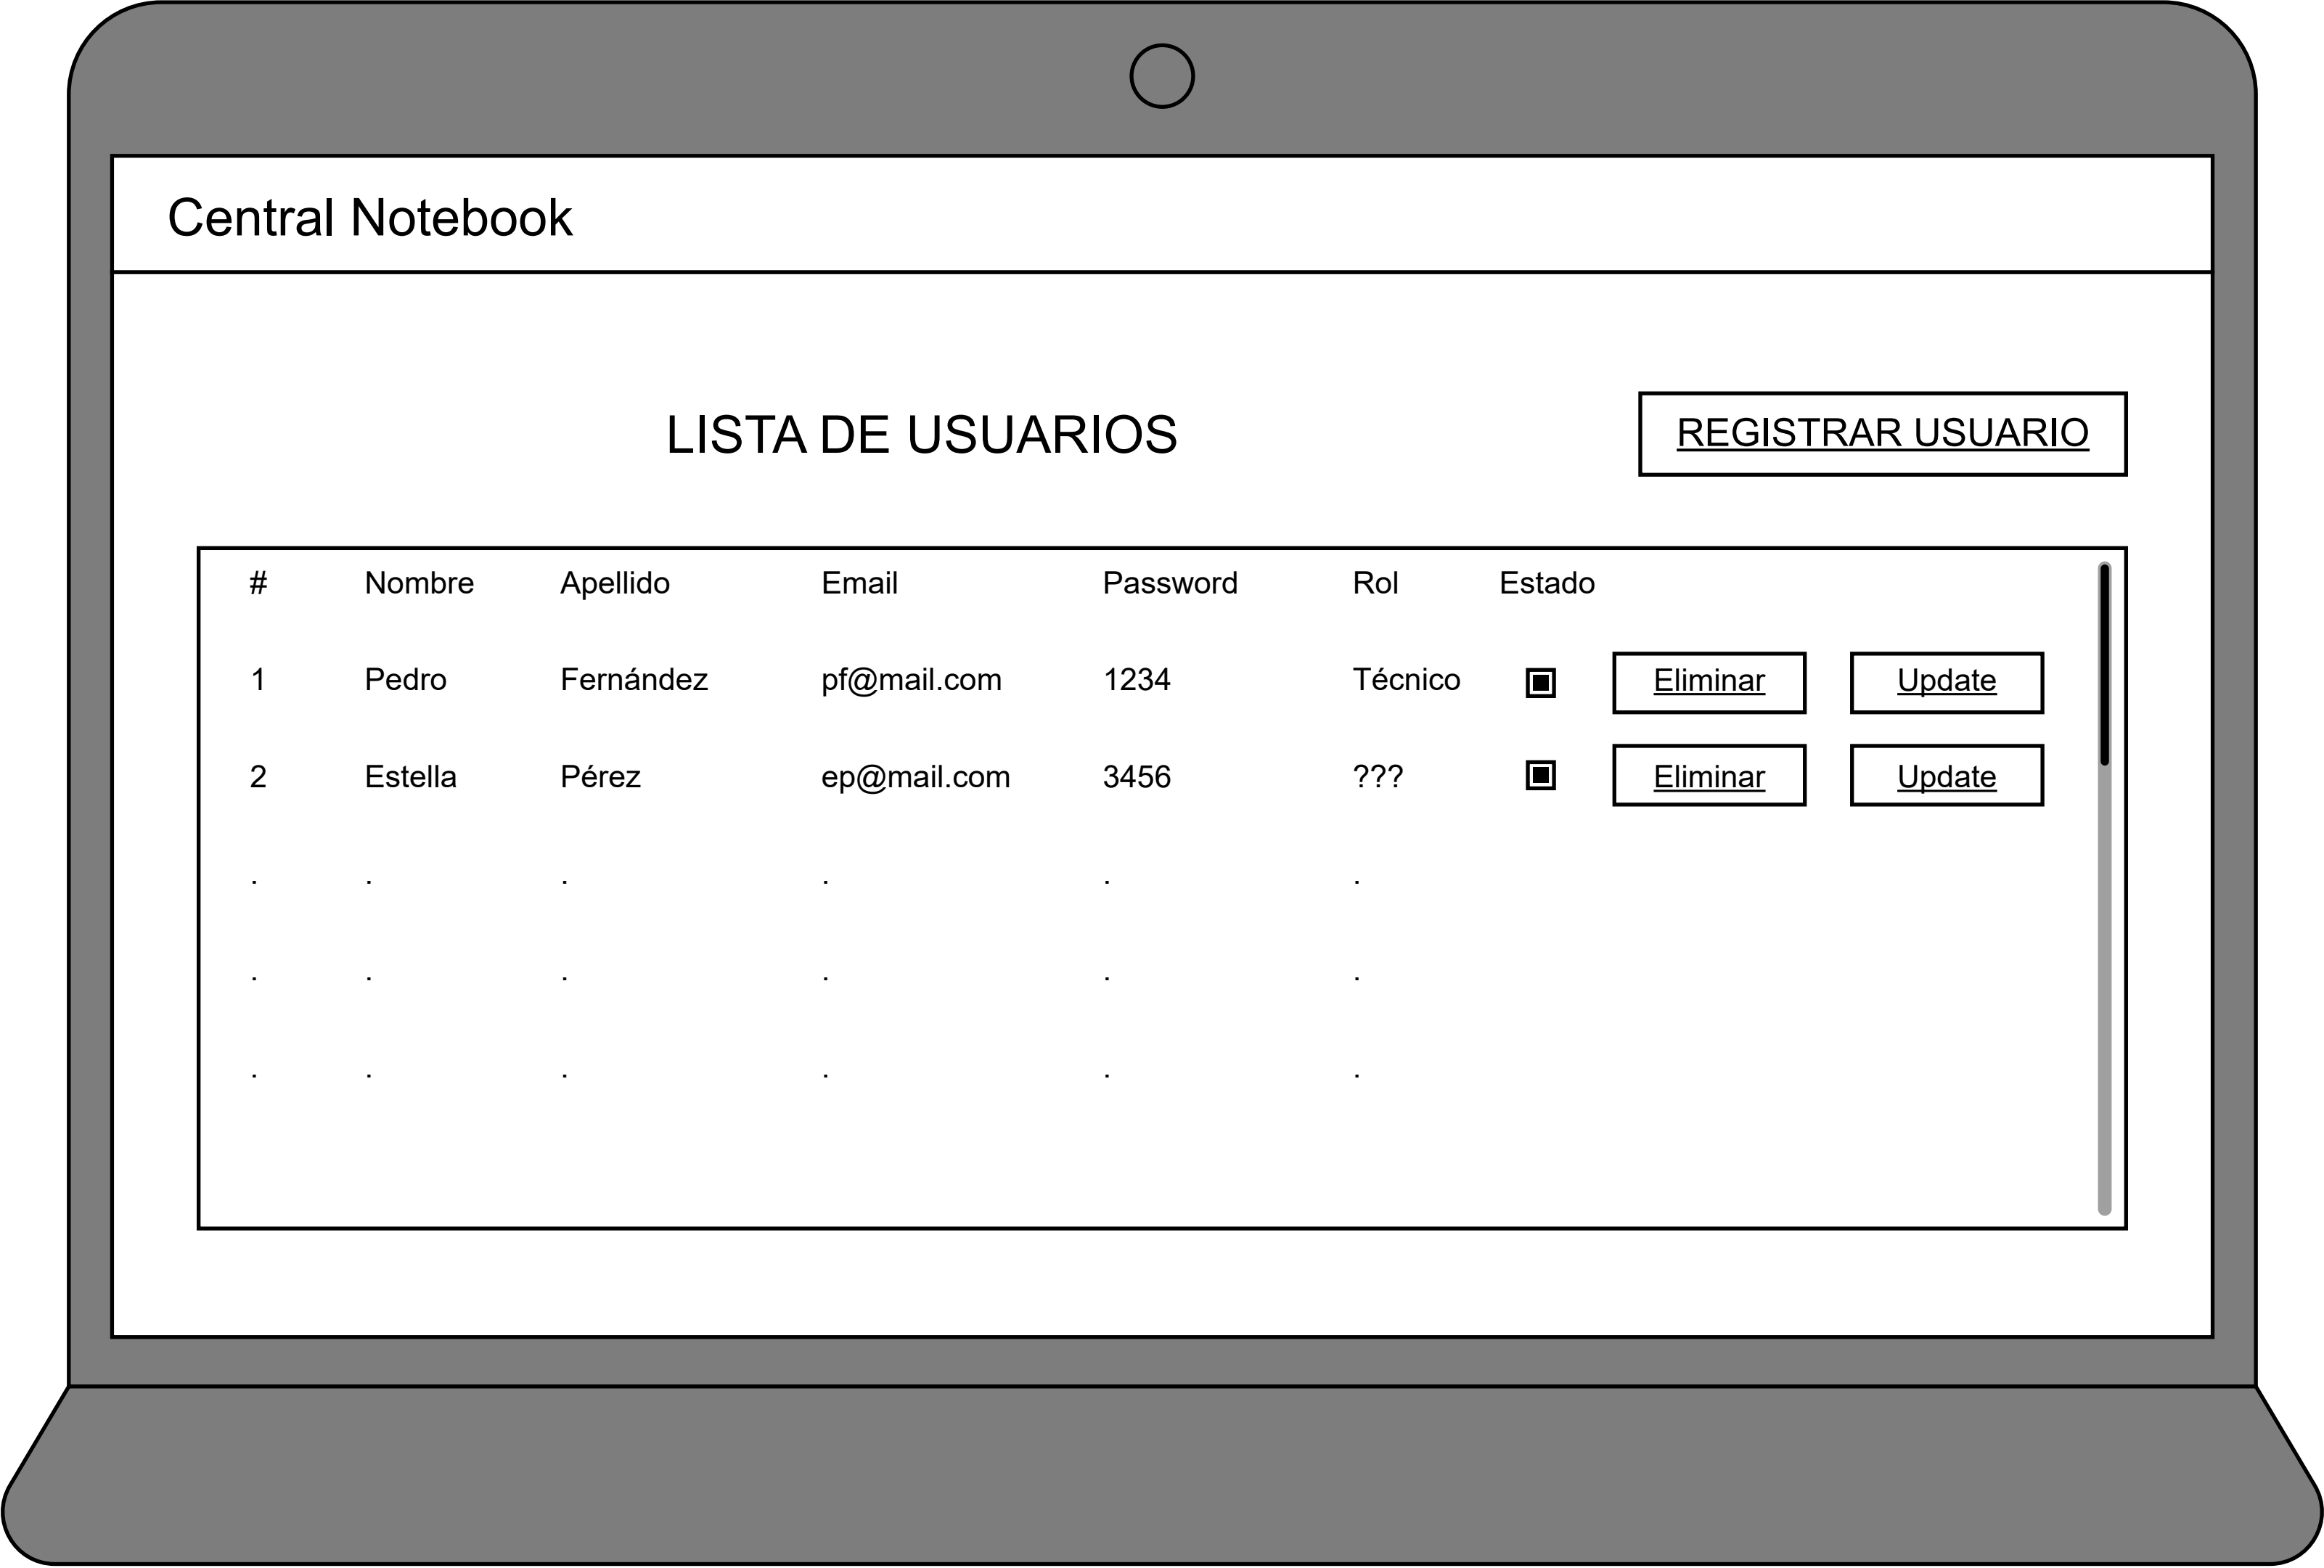 Central Notebook
LISTA DE USUARIOS
REGISTRAR USUARIO
# Nombre Apellido Email Password Rol Estado
1 Pedro Fernández pf@mail.com 1234 Técnico Eliminar Update
2 Estella Pérez ep@mail.com 3456 ??? Eliminar Update
. . . . . .
. . . . . .
. . . . . .